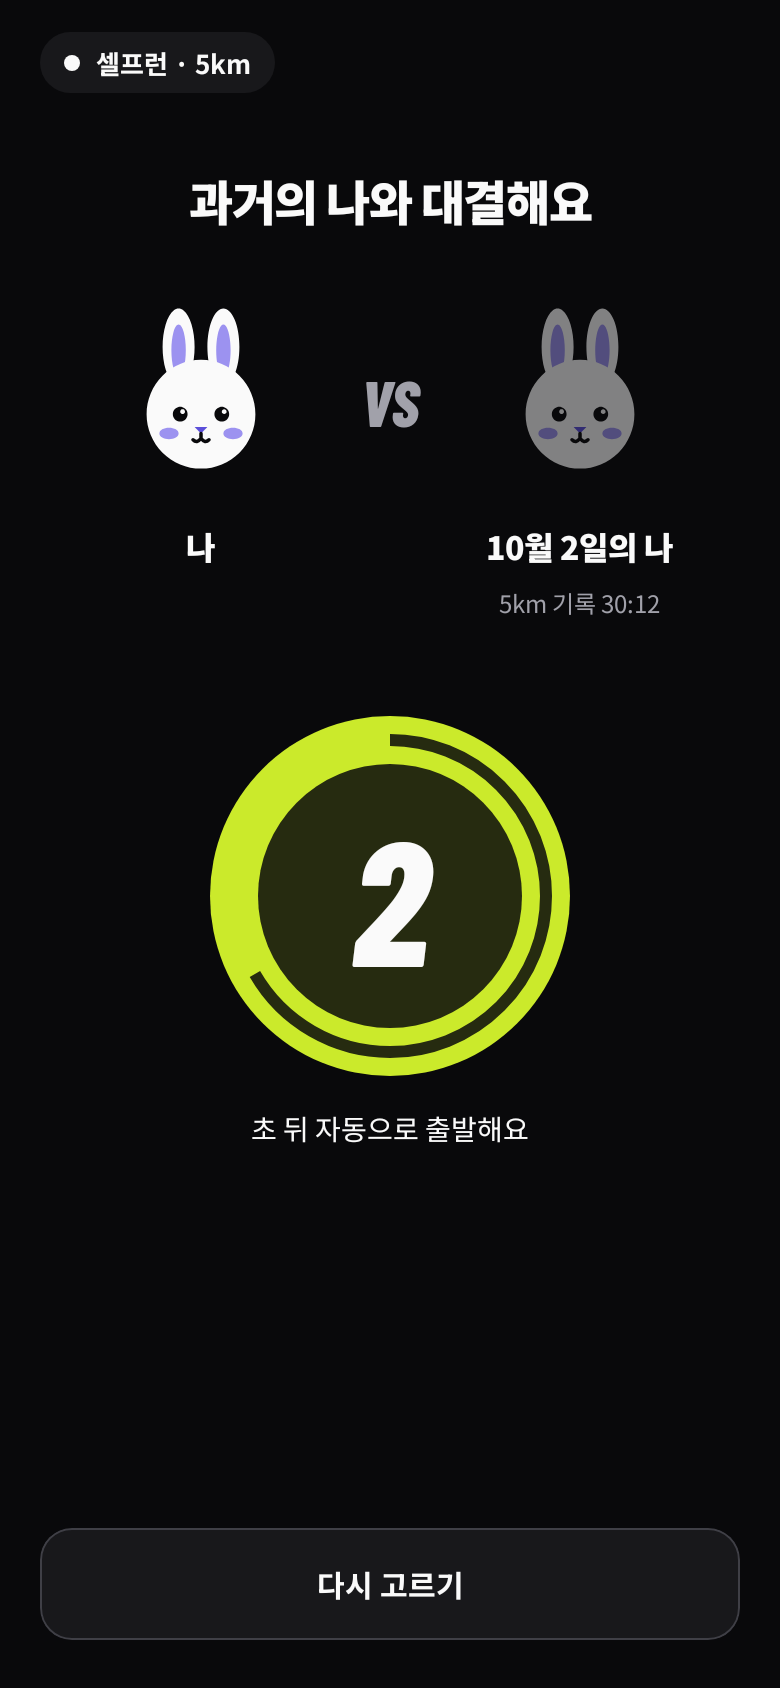 셀프런 · 5km
과거의 나와 대결해요
VS
나
10월 2일의 나
5km 기록 30:12
2
초 뒤 자동으로 출발해요
다시 고르기